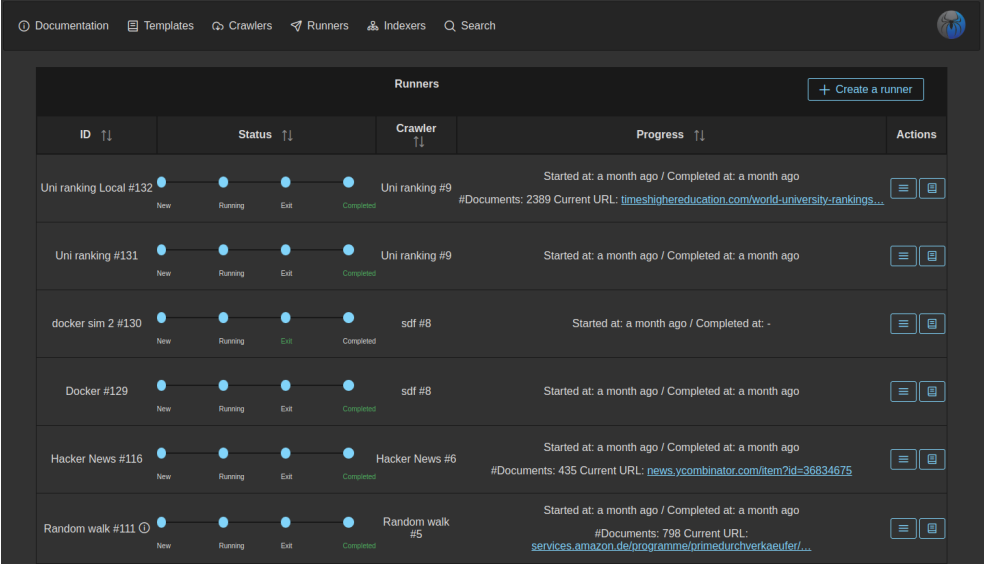 Documentation Templates Crawlers Runners Indexers Search
Runners
Create a runner
ID Status Crawler Progress Actions
Uni ranking Local #132
New Running Exit Completed
Uni ranking #9
Started at: a month ago / Completed at: a month ago
#Documents: 2389 Current URL: timeshighereducation.com/world-university-rankings...
Uni ranking #131
New Running Exit Completed
Uni ranking #9
Started at: a month ago / Completed at: a month ago
docker sim 2 #130
New Running Exit Completed
sdf #8
Started at: a month ago / Completed at: -
Docker #129
New Running Exit Completed
sdf #8
Started at: a month ago / Completed at: a month ago
Hacker News #116
New Running Exit Completed
Hacker News #6
Started at: a month ago / Completed at: a month ago
#Documents: 435 Current URL: news.ycombinator.com/item?id=36834675
Random walk #111
New Running Exit Completed
Random walk
#5
Started at: a month ago / Completed at: a month ago
#Documents: 798 Current URL:
services.amazon.de/programme/primedurchverkaeufer/...